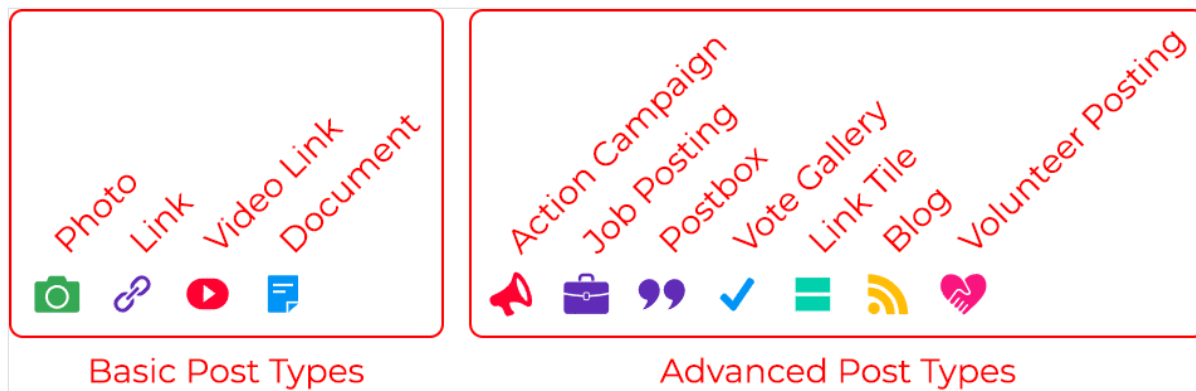 Photo
Link
Video Link
Document
Basic Post Types
Action Campaign
Job Posting
Postbox
Vote Gallery
Link Tile
Blog
Volunteer Posting
Advanced Post Types